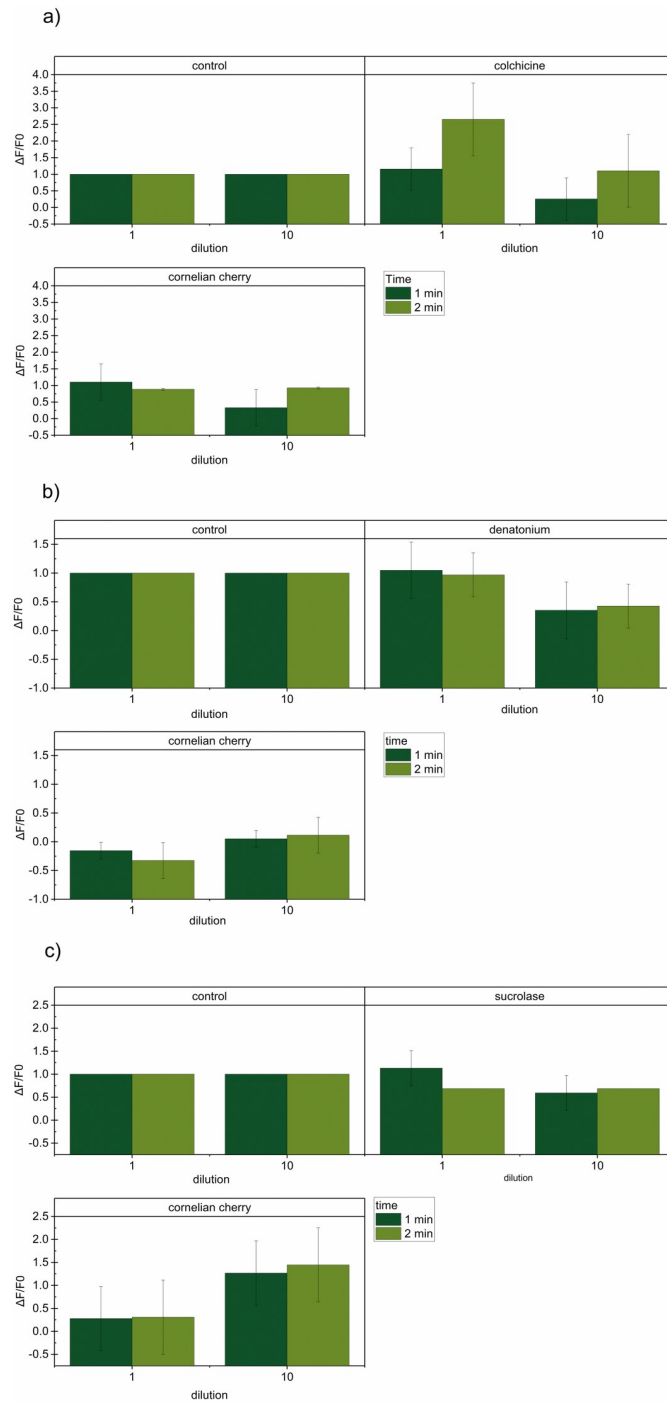 a)
control colchicine
4.0
3.5
3.0
2.5
2.0
1.5
1.0
0.5
0.0
-0.5
ΔF/F0
1 10 1 10
dilution dilution
cornelian cherry
4.0
3.5
3.0
2.5
2.0
1.5
1.0
0.5
0.0
-0.5
ΔF/F0
1 10
dilution
Time
1 min
2 min
b)
control denatonium
1.5
1.0
0.5
0.0
-0.5
-1.0
ΔF/F0
1 10 1 10
dilution dilution
cornelian cherry
1.5
1.0
0.5
0.0
-0.5
-1.0
ΔF/F0
1 10
dilution
time
1 min
2 min
c)
control sucrolase
2.5
2.0
1.5
1.0
0.5
0.0
-0.5
ΔF/F0
1 10 1 10
dilution dilution
cornelian cherry
2.5
2.0
1.5
1.0
0.5
0.0
-0.5
ΔF/F0
1 10
dilution
time
1 min
2 min